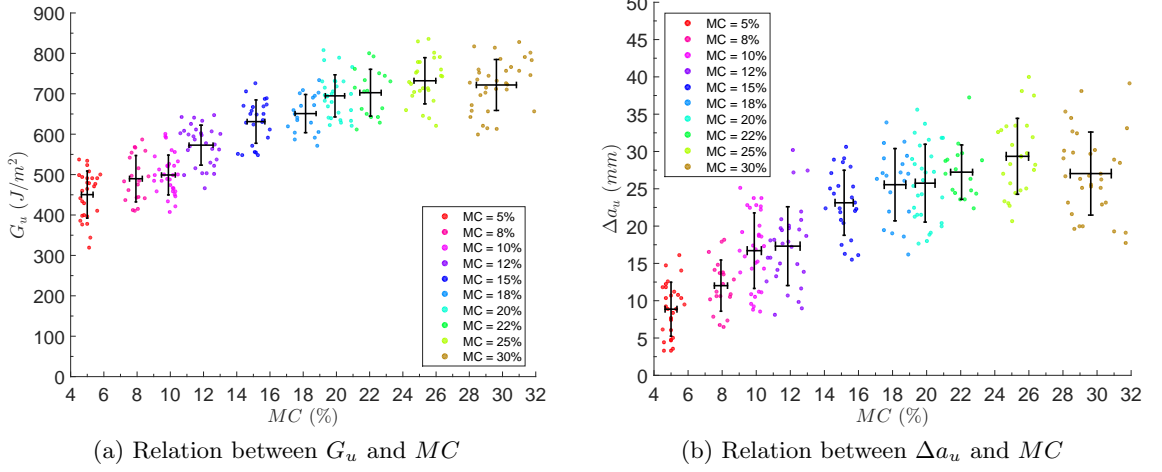 900
800
700
600
500
400
300
200
100
0
G_u (J/m^2)
MC = 5%
MC = 8%
MC = 10%
MC = 12%
MC = 15%
MC = 18%
MC = 20%
MC = 22%
MC = 25%
MC = 30%
4 6 8 10 12 14 16 18 20 22 24 26 28 30 32
MC (%)
(a) Relation between G_u and MC
50
45
40
35
30
25
20
15
10
5
0
Δa_u (mm)
MC = 5%
MC = 8%
MC = 10%
MC = 12%
MC = 15%
MC = 18%
MC = 20%
MC = 22%
MC = 25%
MC = 30%
4 6 8 10 12 14 16 18 20 22 24 26 28 30 32
MC (%)
(b) Relation between Δa_u and MC